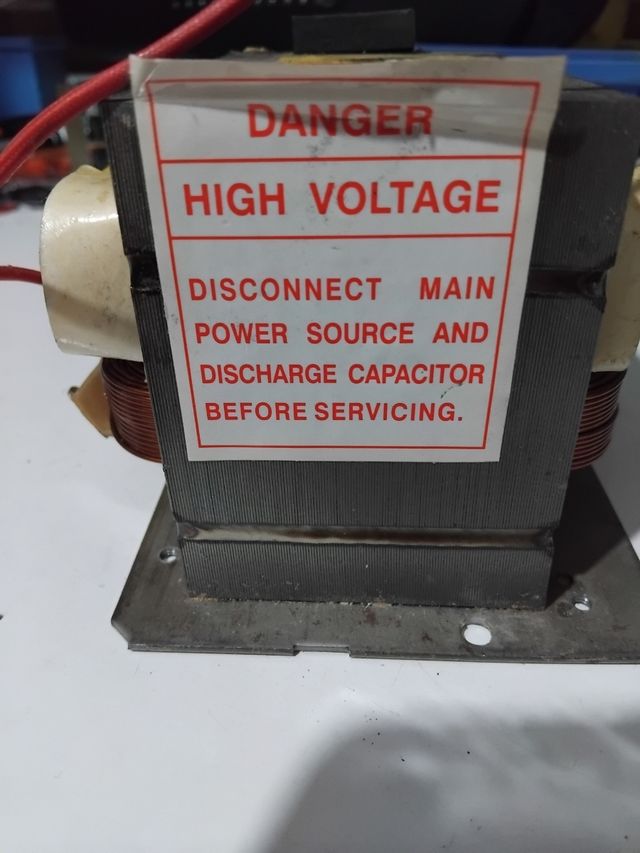 DANGER
HIGH VOLTAGE
DISCONNECT MAIN
POWER SOURCE AND
DISCHARGE CAPACITOR
BEFORE SERVICING.